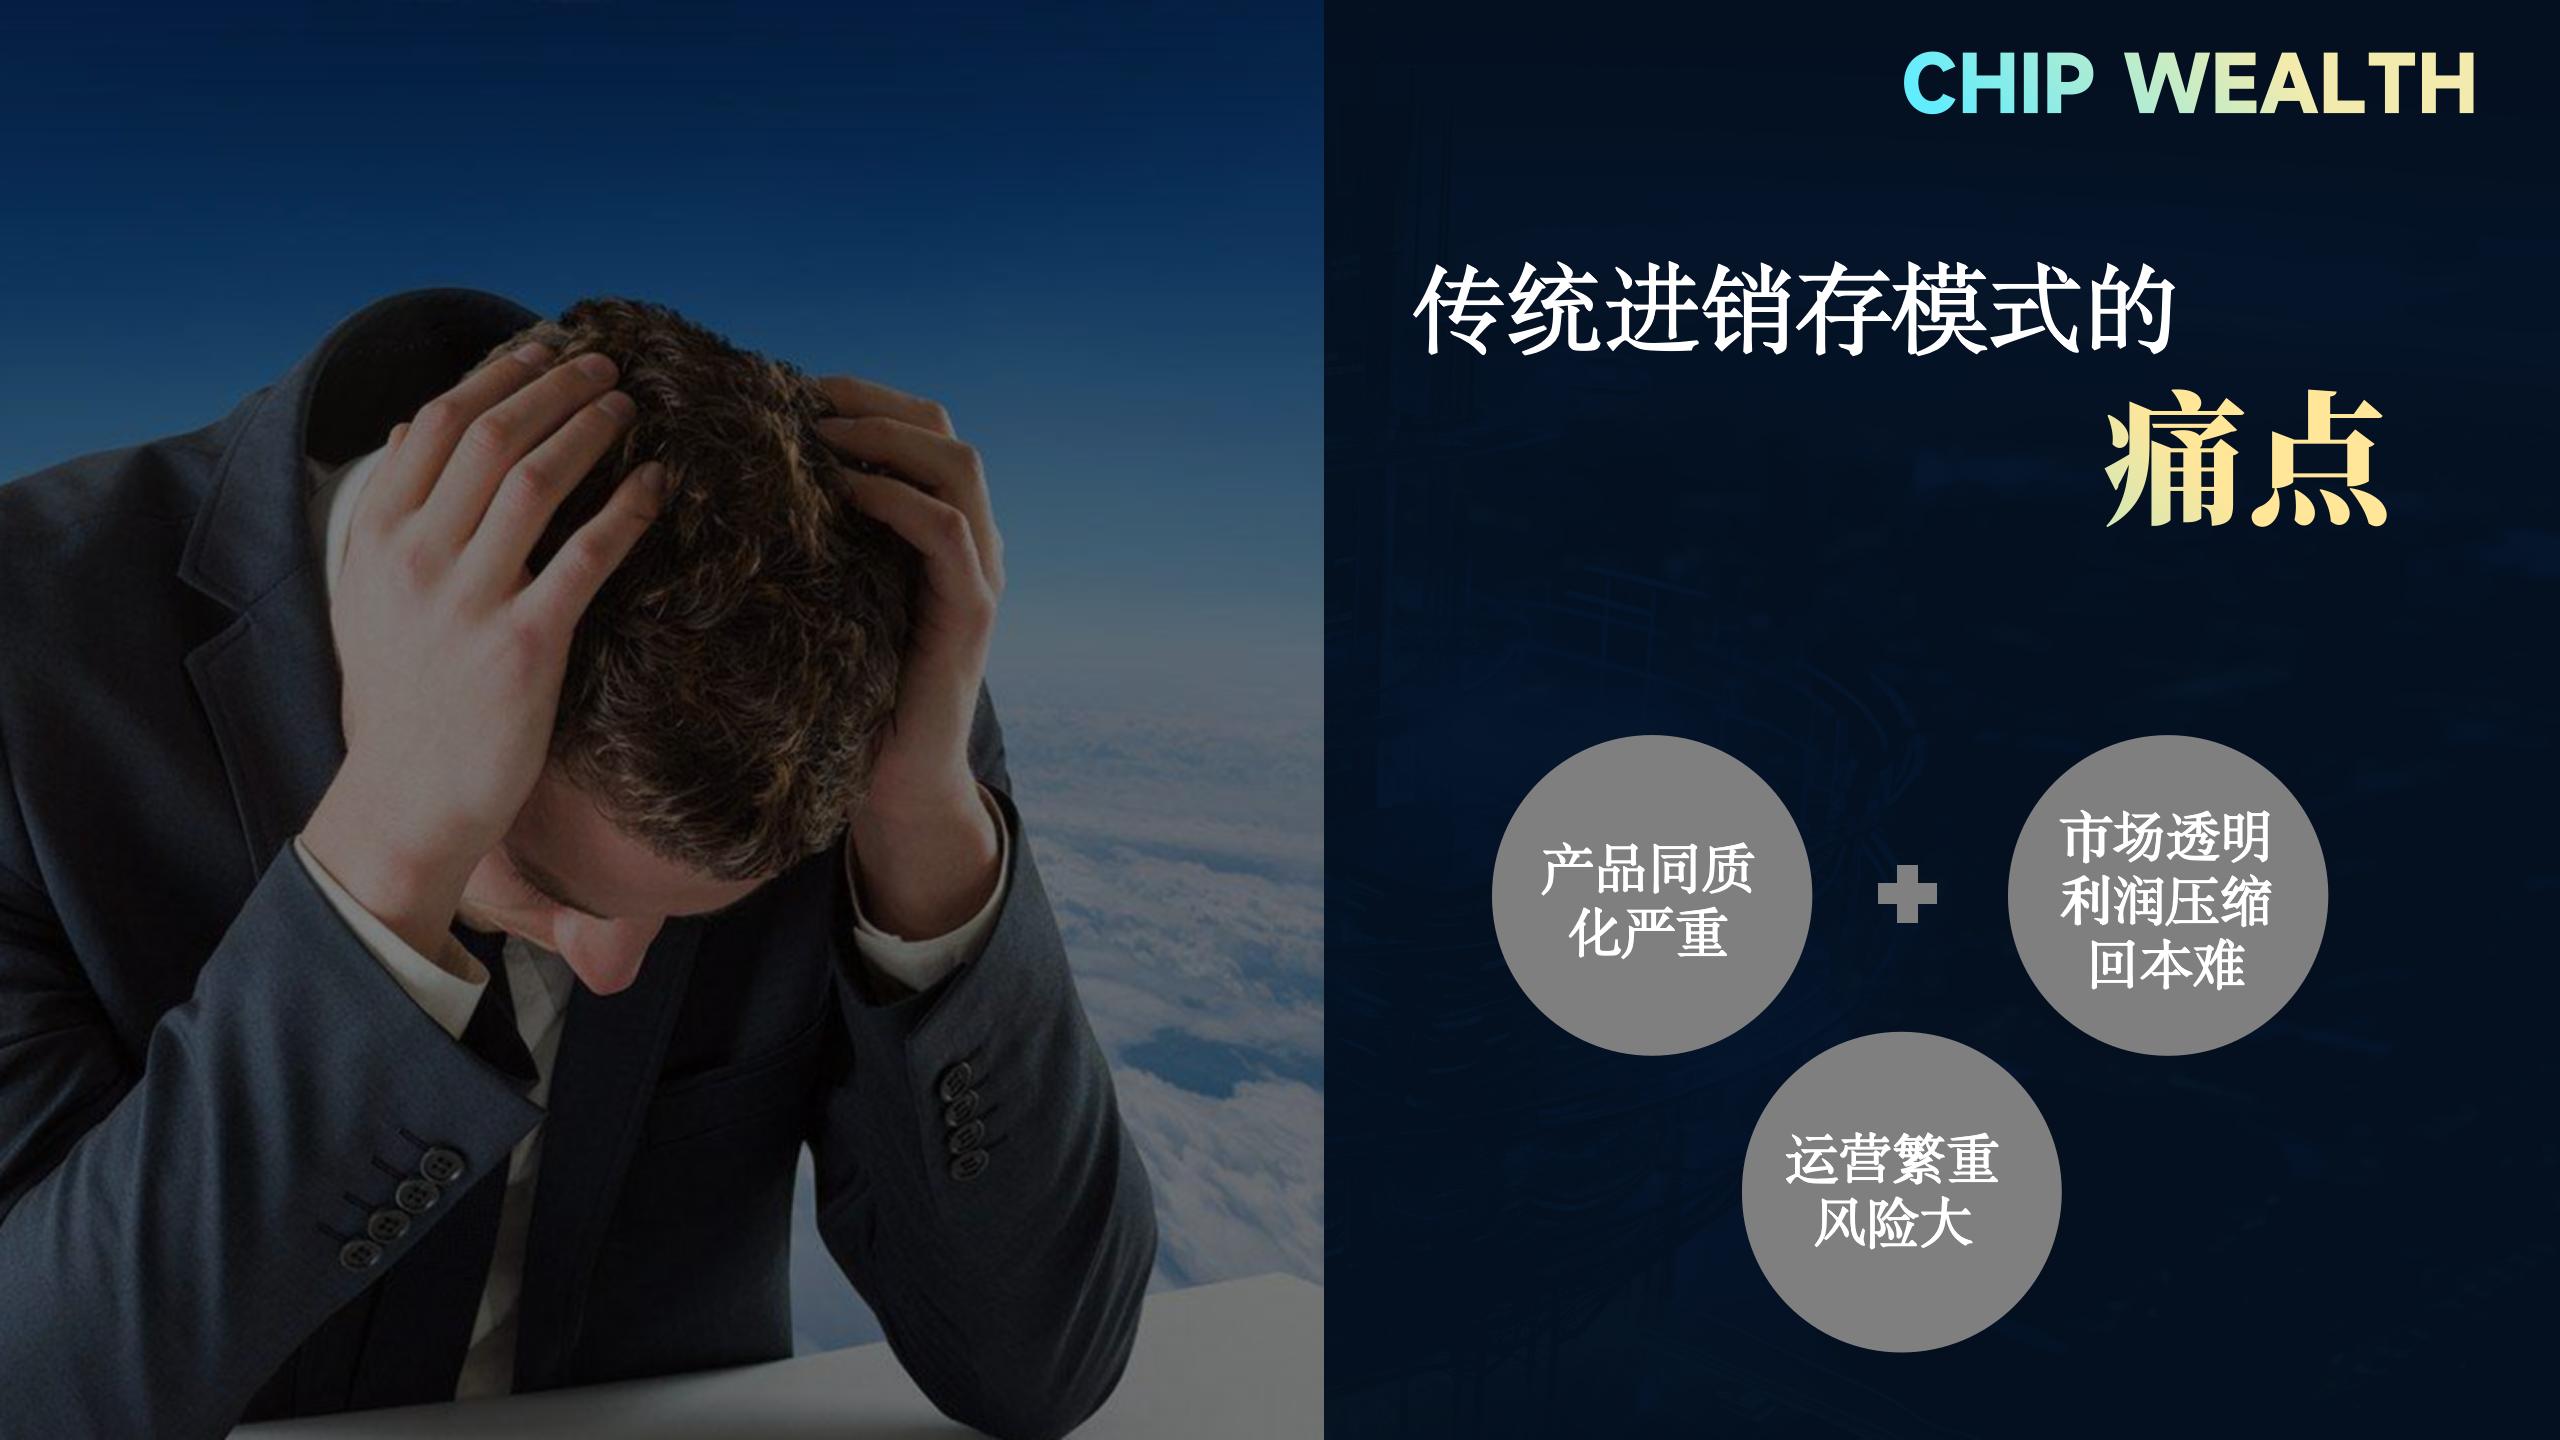 CHIP WEALTH
传统进销存模式的
痛点
产品同质
化严重
市场透明
利润压缩
回本难
运营繁重
风险大